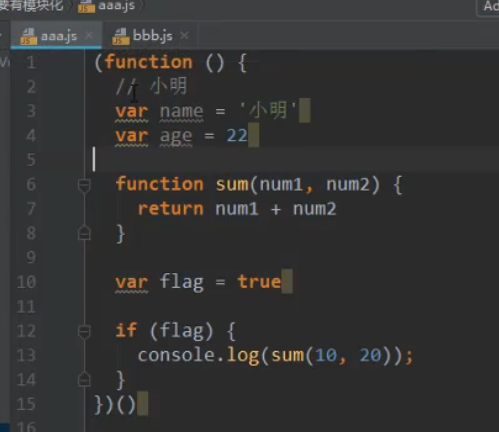 要有模块化 aaa.js
Ad
aaa.js bbb.js
1 (function () {
2 // 小明
3 var name = '小明'
4 var age = 22
5
6 function sum(num1, num2) {
7 return num1 + num2
8 }
9
10 var flag = true
11
12 if (flag) {
13 console.log(sum(10, 20));
14 }
15 })()